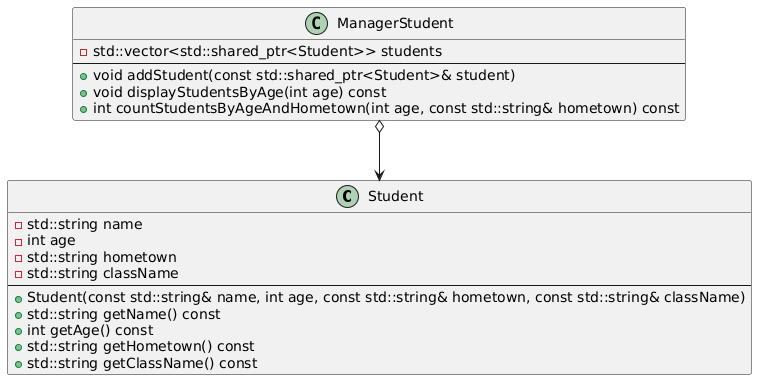 C ManagerStudent
std::vector<std::shared_ptr<Student>> students
void addStudent(const std::shared_ptr<Student>& student)
void displayStudentsByAge(int age) const
int countStudentsByAgeAndHometown(int age, const std::string& hometown) const
C Student
std::string name
int age
std::string hometown
std::string className
Student(const std::string& name, int age, const std::string& hometown, const std::string& className)
std::string getName() const
int getAge() const
std::string getHometown() const
std::string getClassName() const